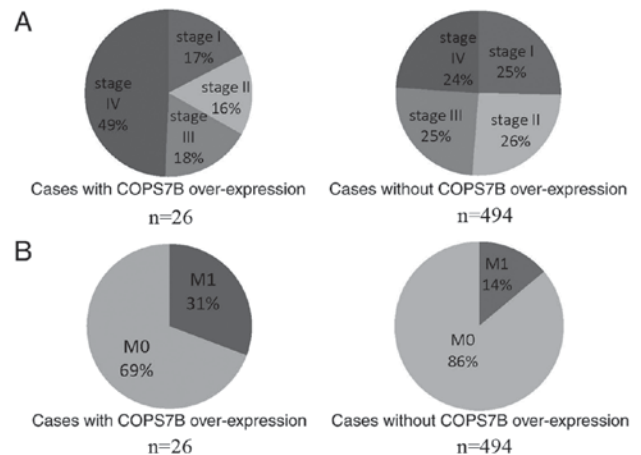 A
stage I
17%
stage II
16%
stage
III
18%
stage
IV
49%
Cases with COPS7B over-expression
n=26
stage I
25%
stage II
26%
stage III
25%
stage
IV
24%
Cases without COPS7B over-expression
n=494
B
M1
31%
M0
69%
Cases with COPS7B over-expression
n=26
M1
14%
M0
86%
Cases without COPS7B over-expression
n=494